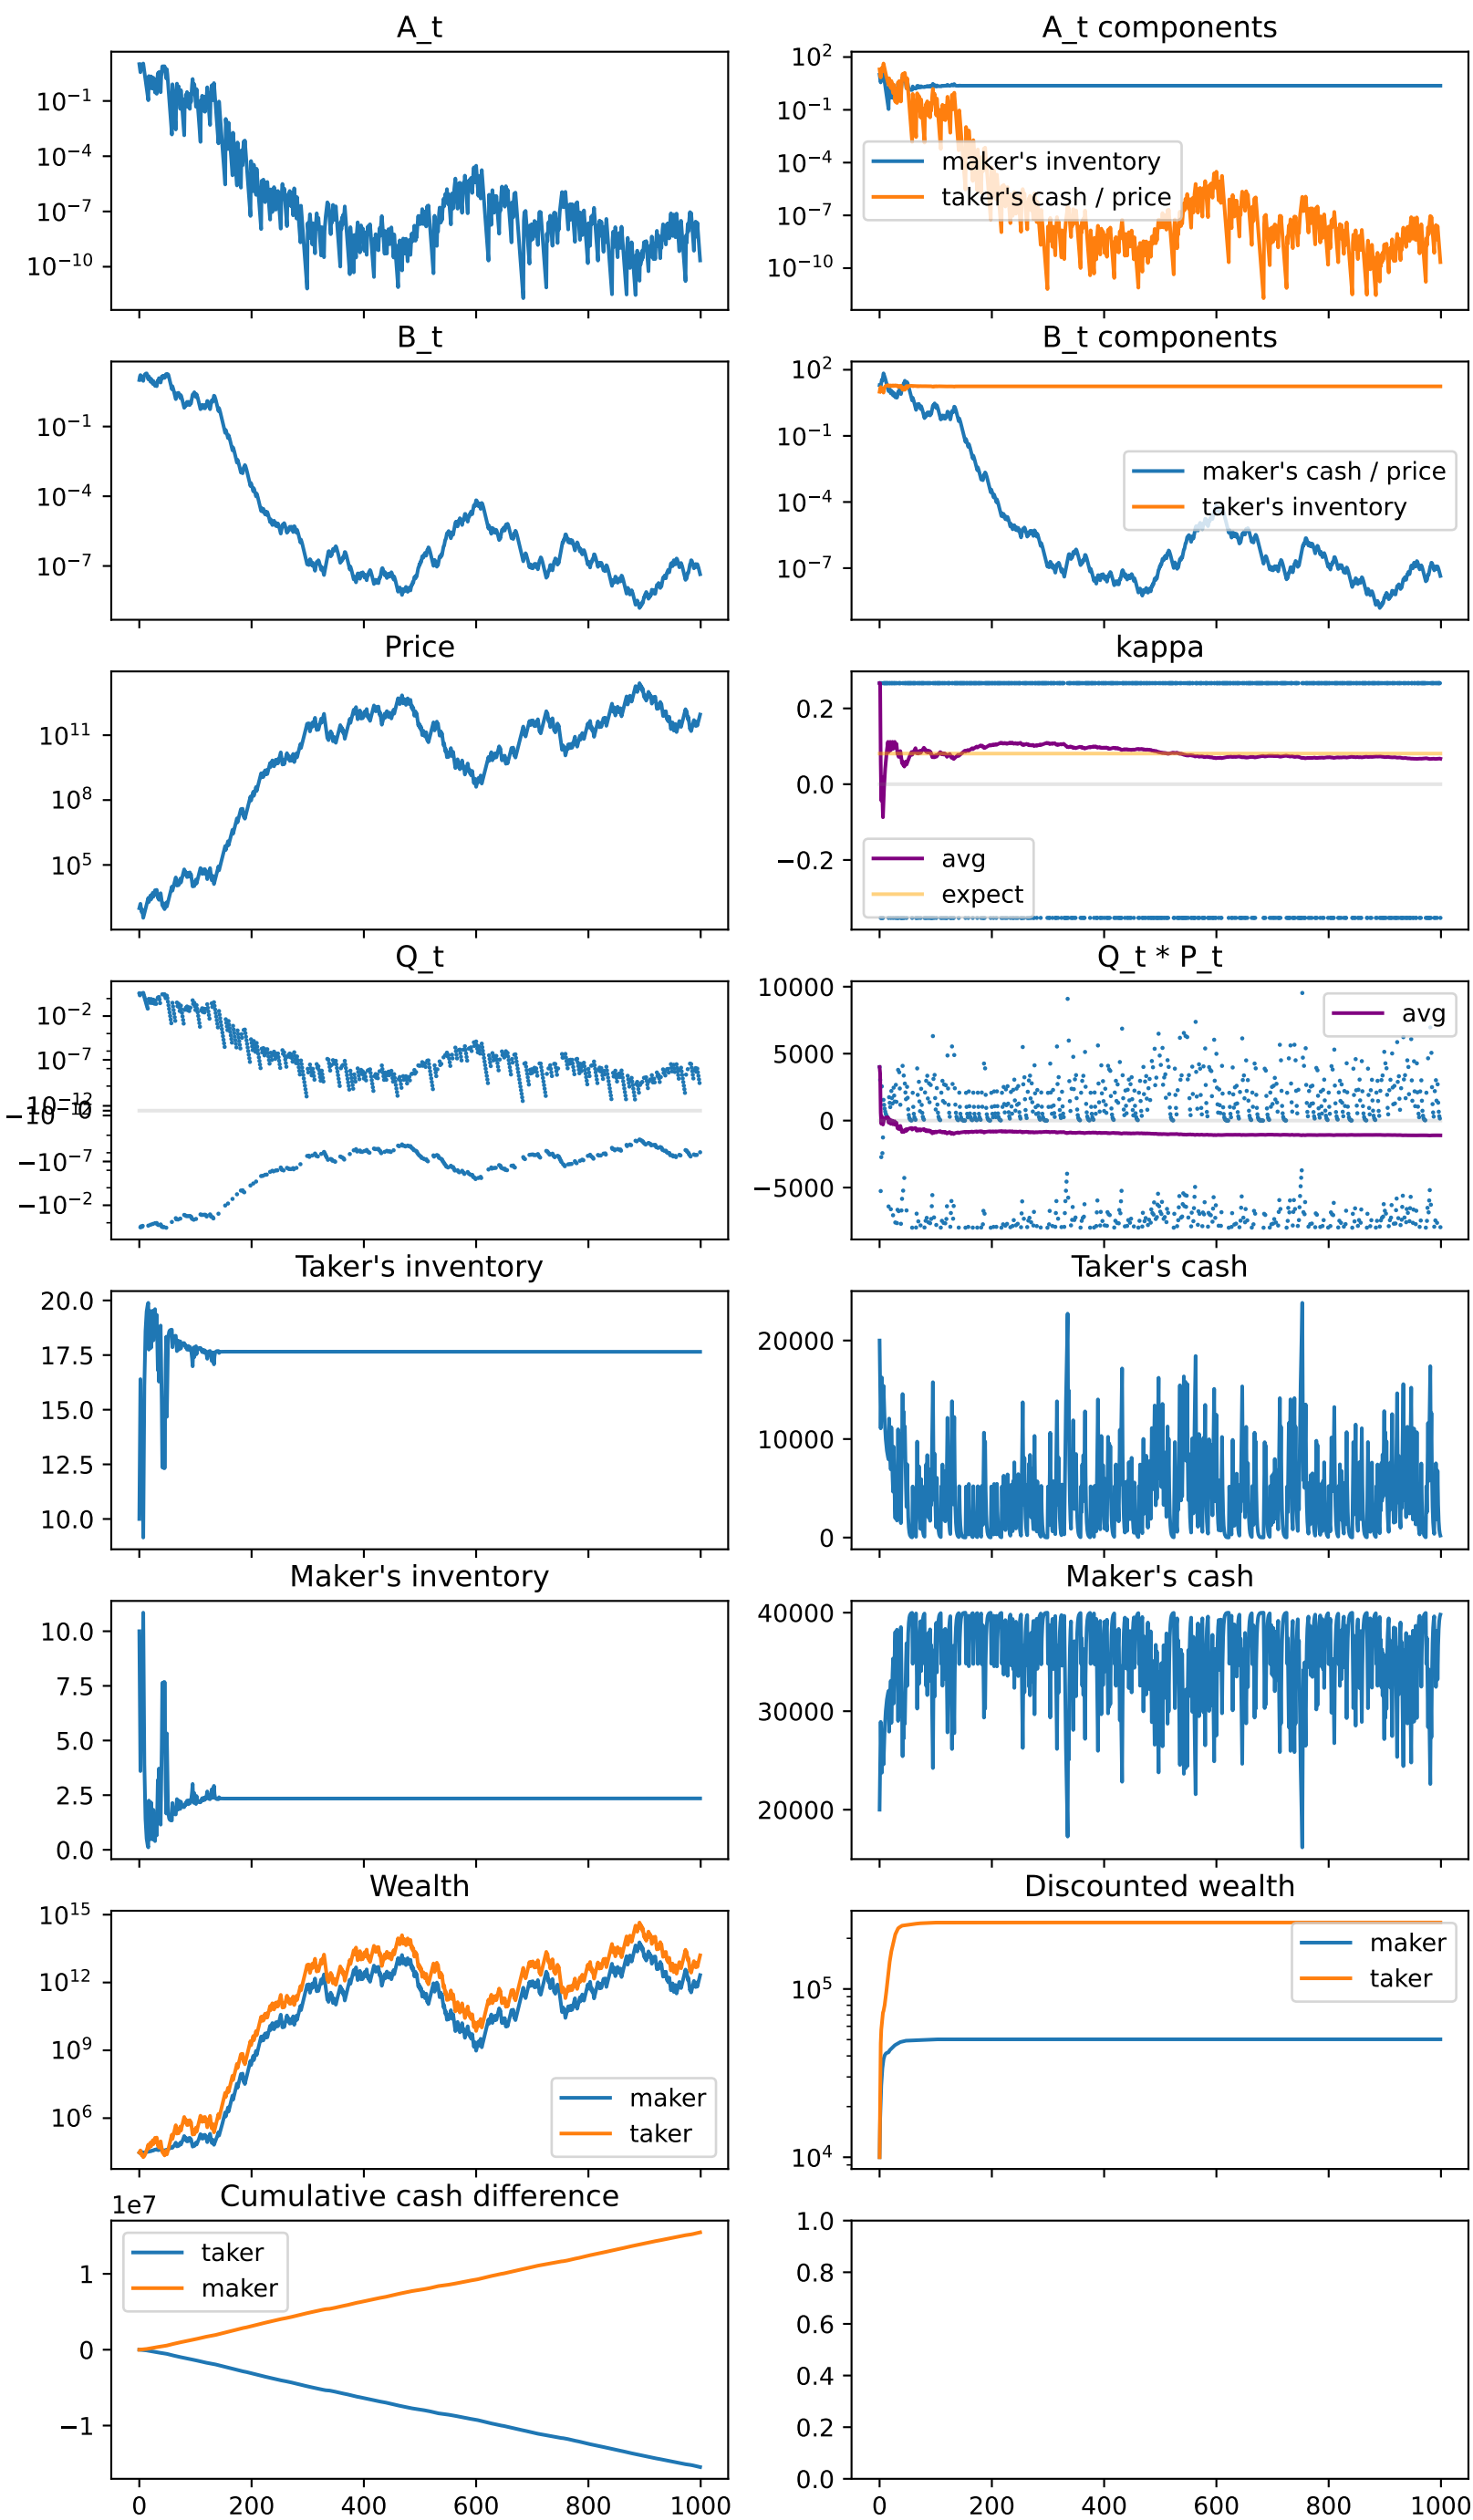 A_t
A_t components
10^−1
10^−4
10^−7
10^−10
10^2
10^−1
10^−4
10^−7
10^−10
maker's inventory
taker's cash / price
B_t
B_t components
10^−1
10^−4
10^−7
10^2
10^−1
10^−4
10^−7
maker's cash / price
taker's inventory
Price
kappa
10^11
10^8
10^5
0.2
0.0
−0.2
avg
expect
Q_t
Q_t * P_t
10^−2
10^−7
10^−12
0
−10^−12
−10^−7
−10^−2
10000
5000
0
−5000
avg
Taker's inventory
Taker's cash
20.0
17.5
15.0
12.5
10.0
20000
10000
0
Maker's inventory
Maker's cash
10.0
7.5
5.0
2.5
0.0
40000
30000
20000
Wealth
Discounted wealth
10^15
10^12
10^9
10^6
maker
taker
10^5
10^4
maker
taker
Cumulative cash difference
1e7
1
0
−1
taker
maker
0 200 400 600 800 1000
1.0
0.8
0.6
0.4
0.2
0.0
0 200 400 600 800 1000